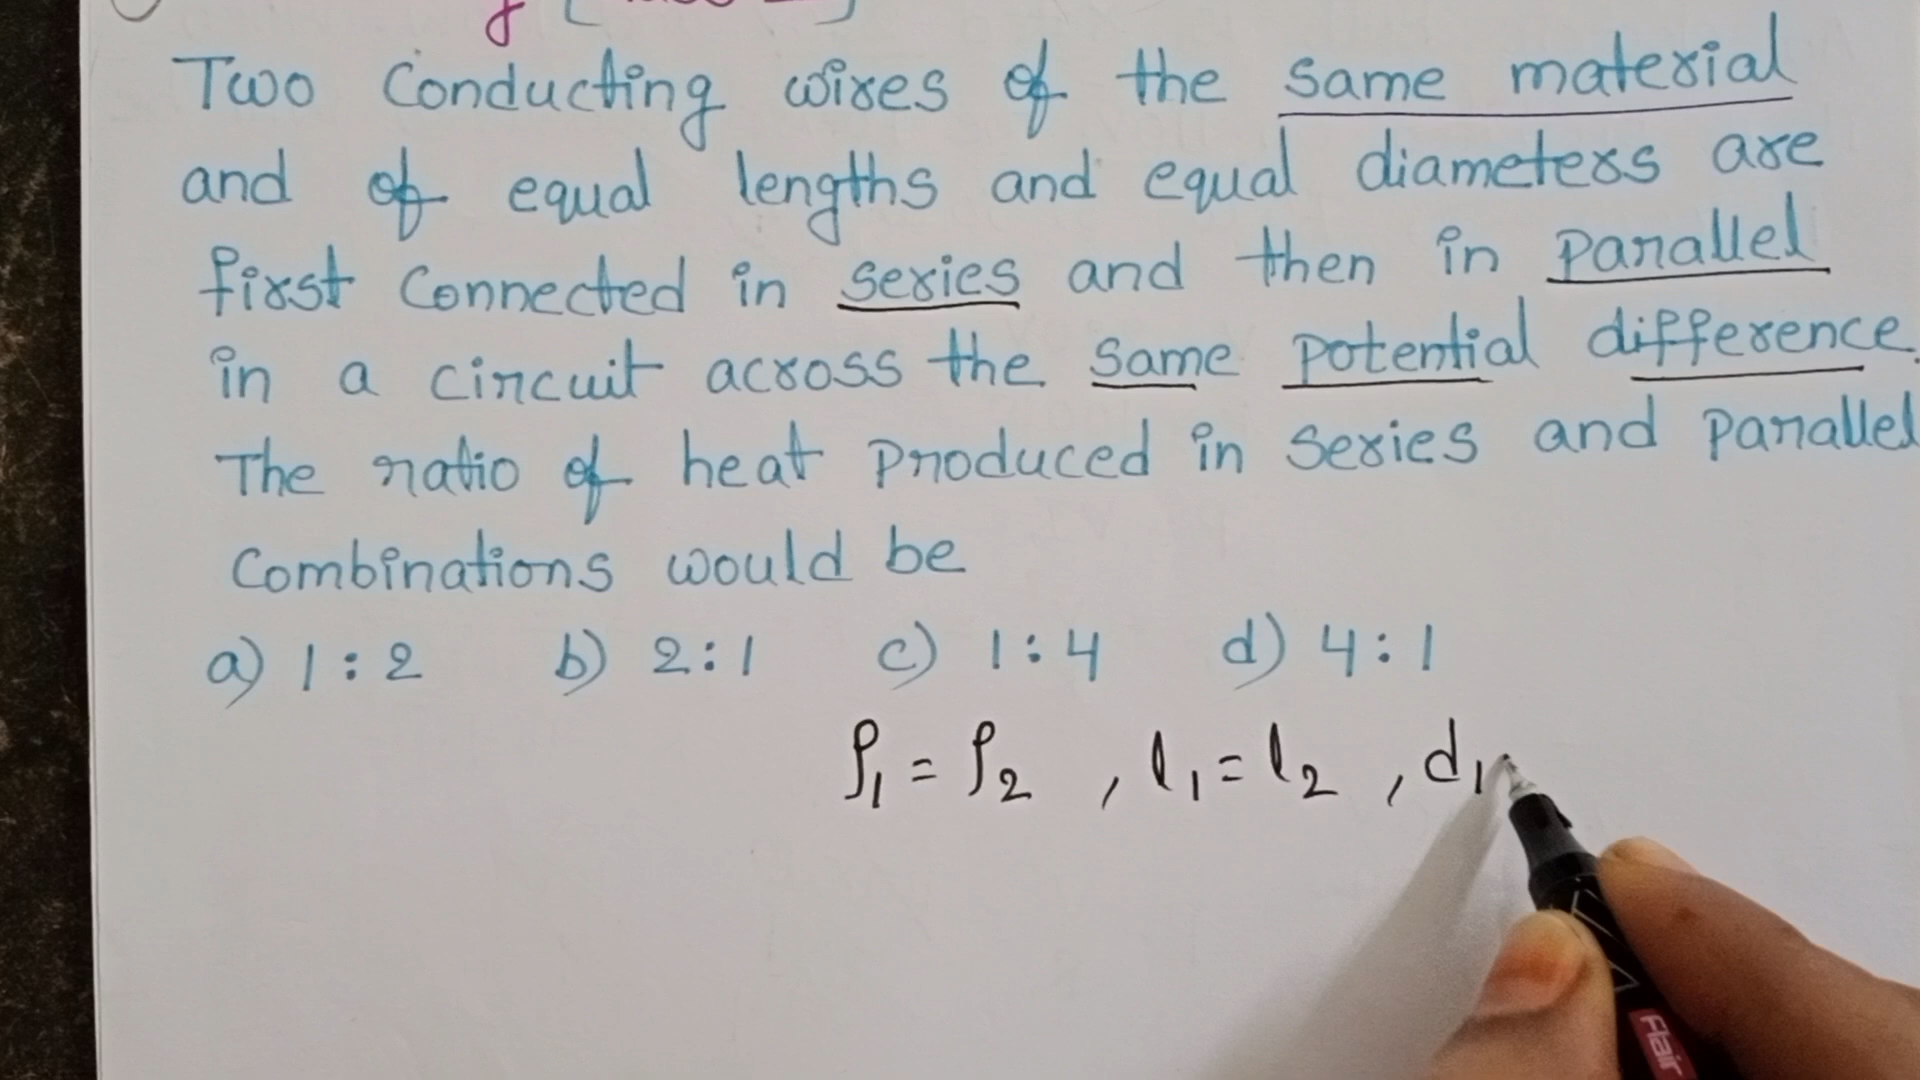 Two Conducting wires of the same material
and of equal lengths and equal diameters are
first Connected in series and then in parallel
in a circuit across the same potential difference.
The ratio of heat produced in series and parallel
Combinations would be
a) 1 : 2 b) 2 : 1 c) 1 : 4 d) 4 : 1
ρ₁ = ρ₂ , l₁ = l₂ , d₁
Flair